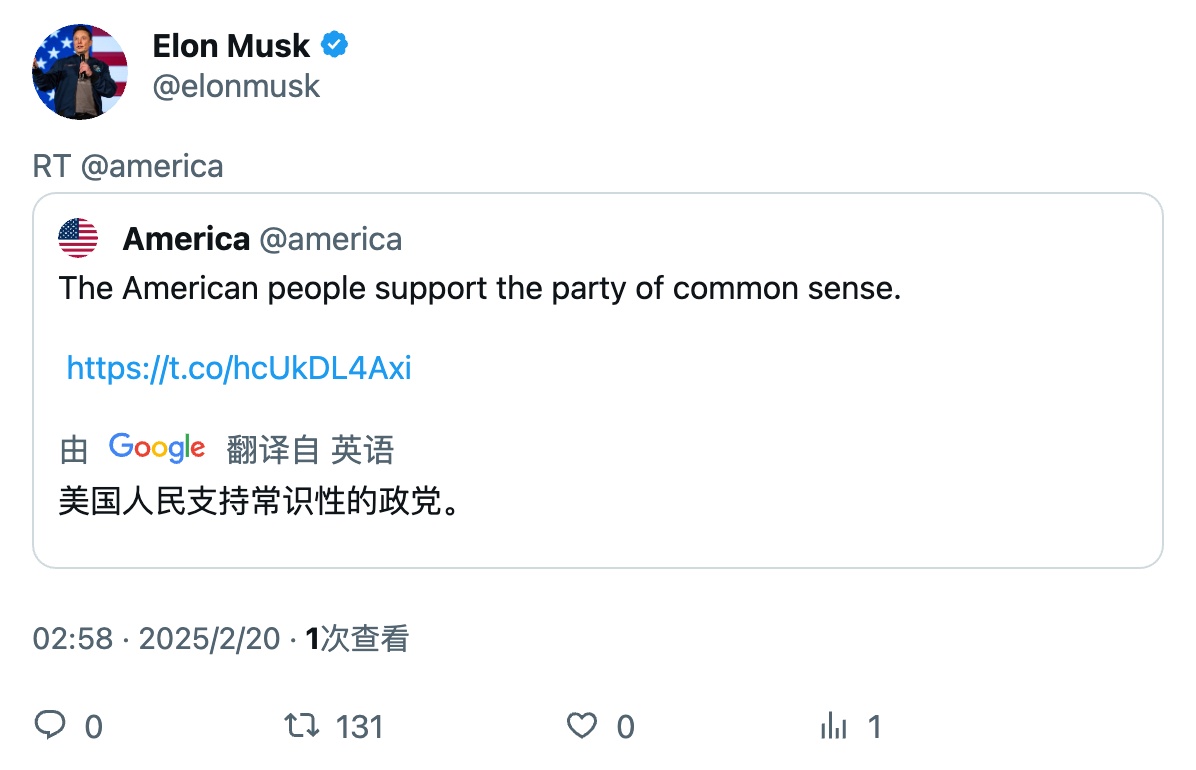 Elon Musk
@elonmusk
RT @america
America @america
The American people support the party of common sense.
https://t.co/hcUkDL4Axi
由 Google 翻译自 英语
美国人民支持常识性的政党。
02:58 · 2025/2/20 · 1次查看
0 131 0 1